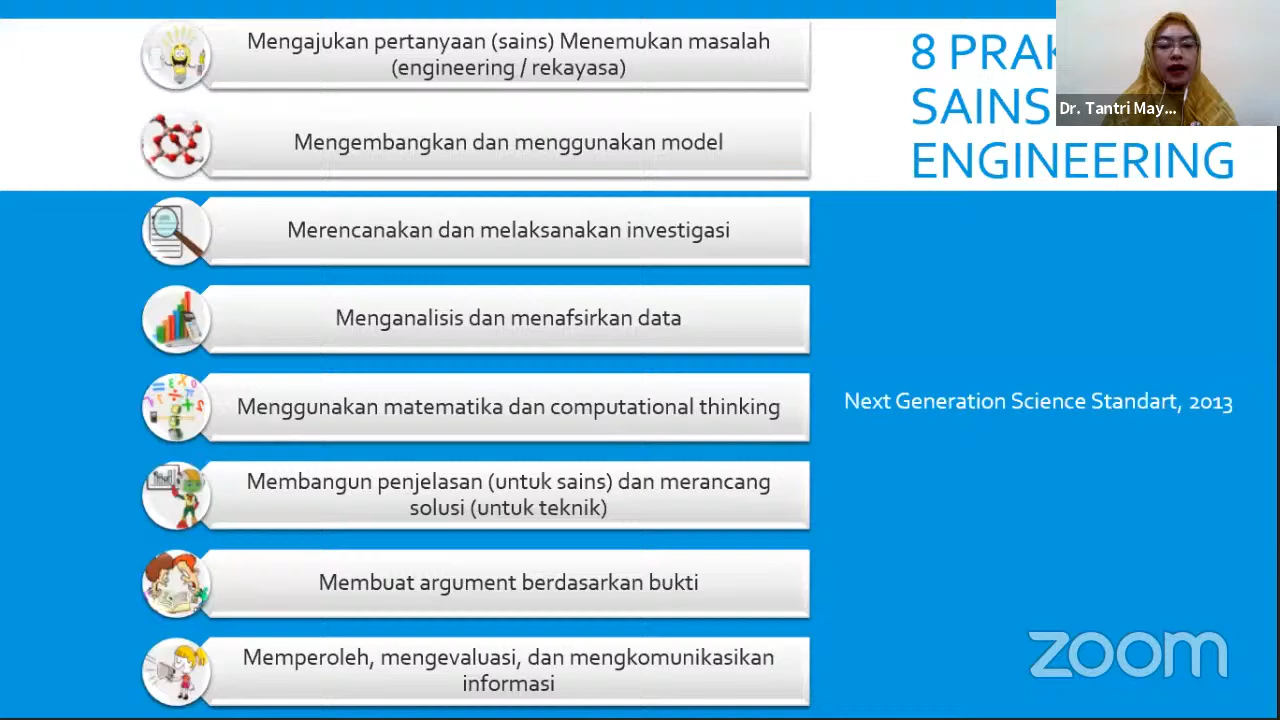 Mengajukan pertanyaan (sains) Menemukan masalah
(engineering / rekayasa)
Mengembangkan dan menggunakan model
Merencanakan dan melaksanakan investigasi
Menganalisis dan menafsirkan data
Menggunakan matematika dan computational thinking
Membangun penjelasan (untuk sains) dan merancang
solusi (untuk teknik)
Membuat argument berdasarkan bukti
Memperoleh, mengevaluasi, dan mengkomunikasikan
informasi
8
SAINS
ENGINEERING
Dr. Tantri May...
Next Generation Science Standart, 2013
zoom